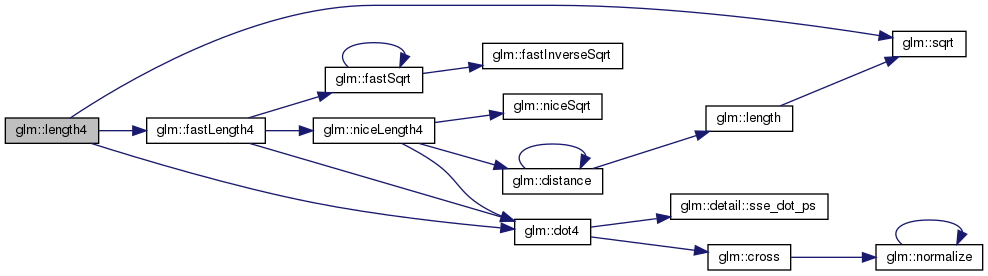 glm::length4
glm::fastLength4
glm::fastSqrt
glm::fastInverseSqrt
glm::niceLength4
glm::niceSqrt
glm::distance
glm::length
glm::sqrt
glm::dot4
glm::detail::sse_dot_ps
glm::cross
glm::normalize